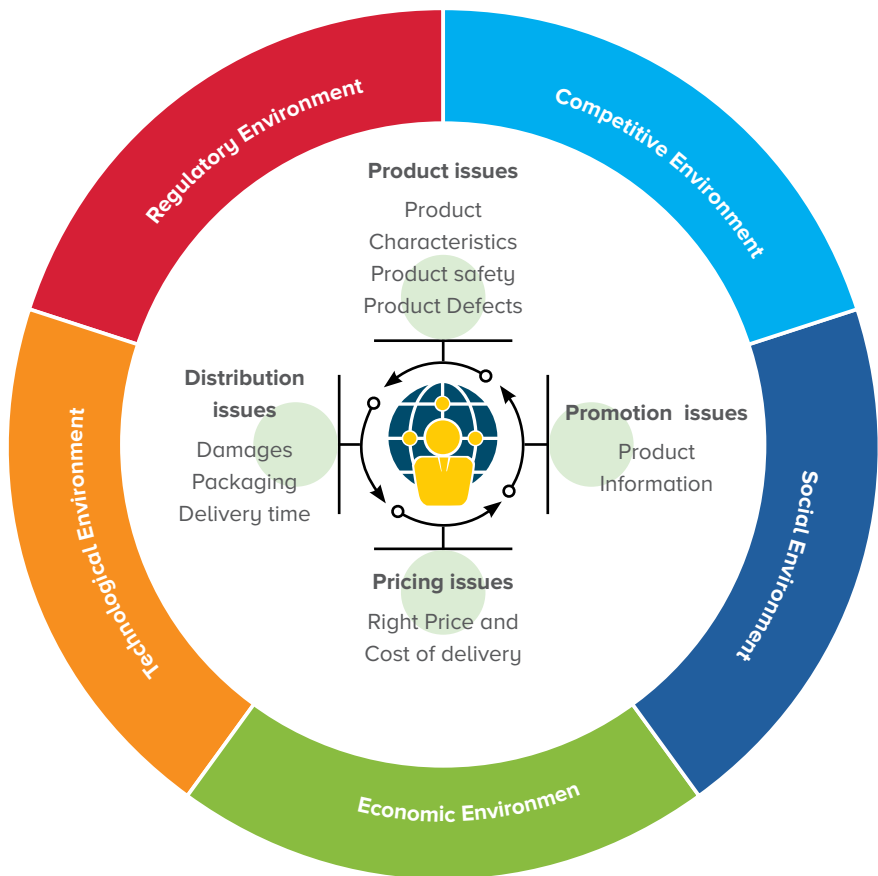 Regulatory Environment
Competitive Environment
Product issues
Product
Characteristics
Product safety
Product Defects
Distribution
issues
Damages
Packaging
Delivery time
Promotion issues
Product
Information
Pricing issues
Right Price and
Cost of delivery
Technological Environment
Social Environment
Economic Environmen